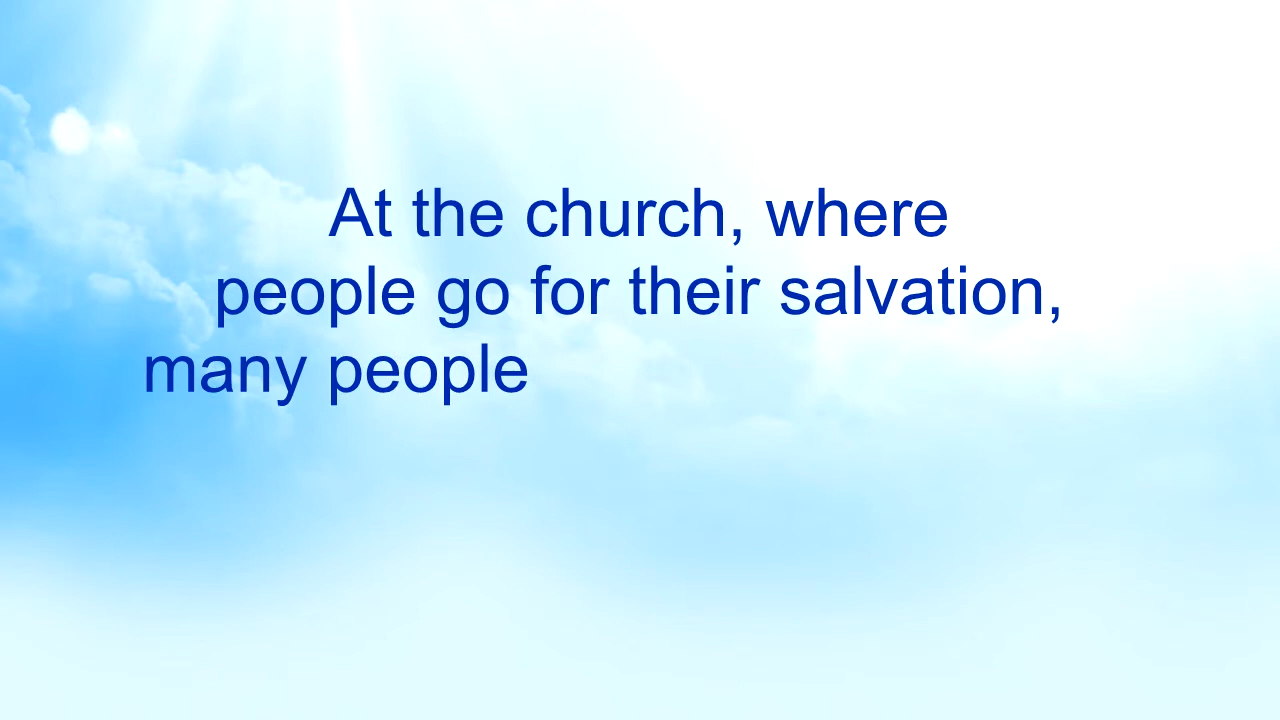 At the church, where
people go for their salvation,
many people